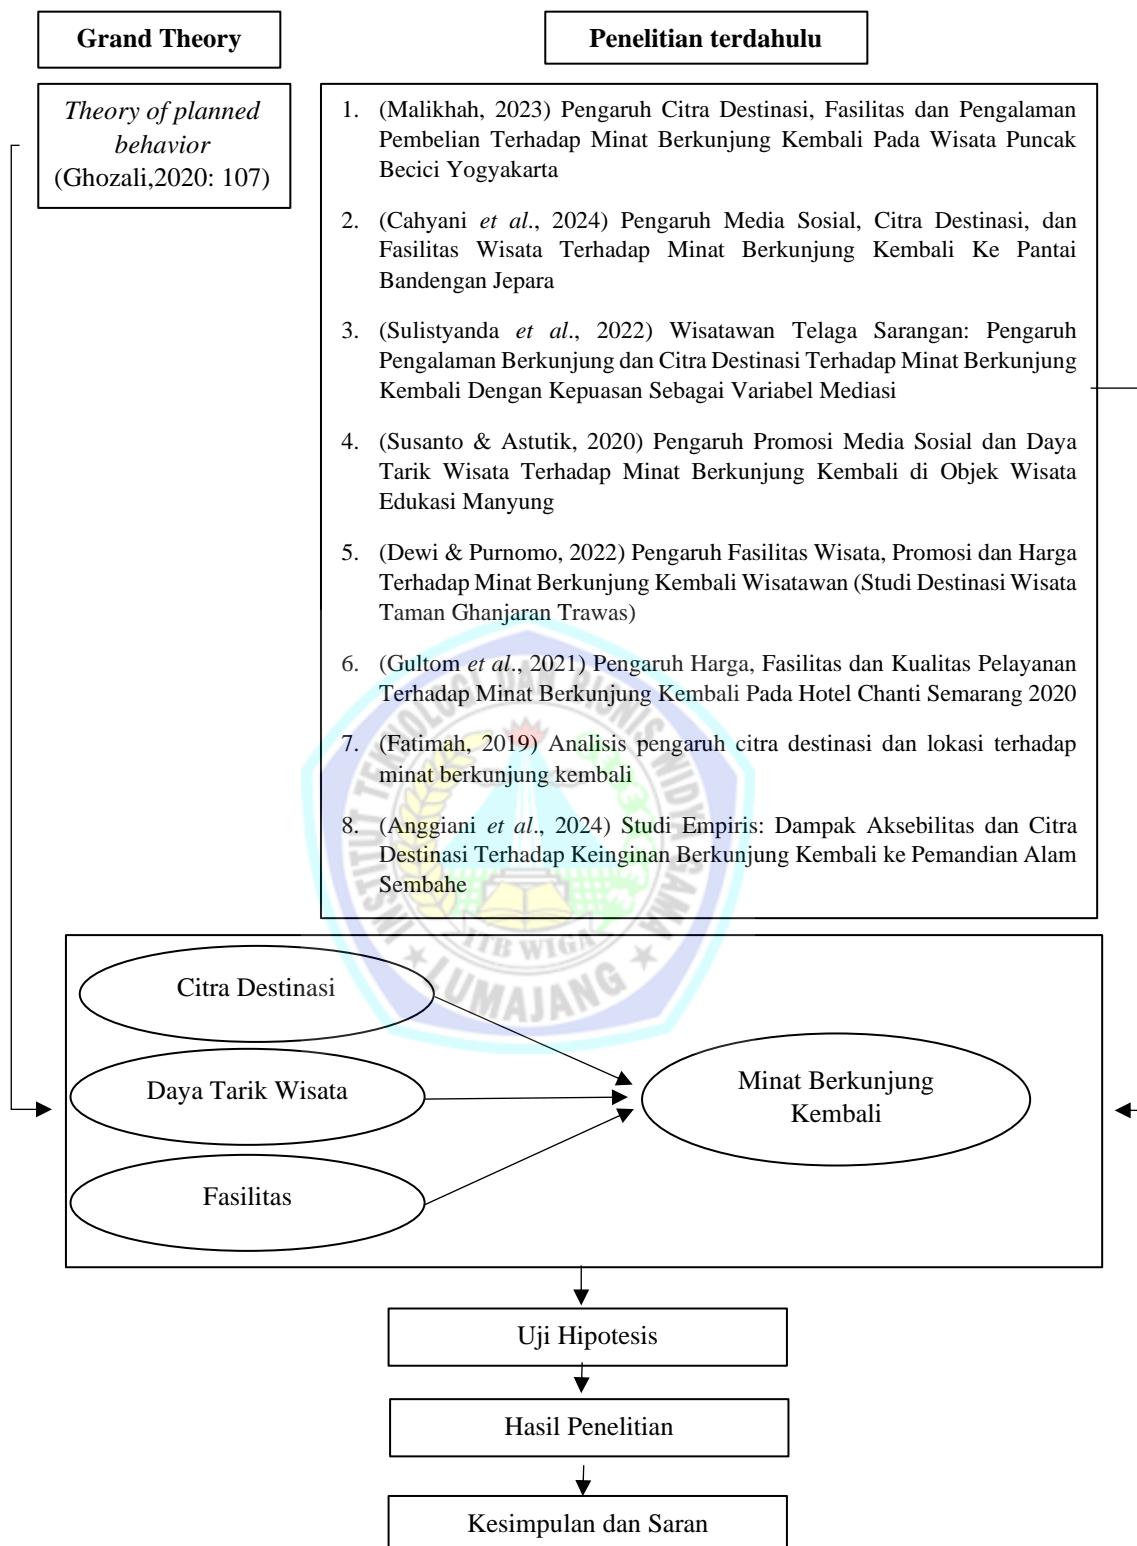 Grand Theory
Penelitian terdahulu
Theory of planned
behavior
(Ghozali,2020: 107)
1. (Malikhah, 2023) Pengaruh Citra Destinasi, Fasilitas dan Pengalaman
Pembelian Terhadap Minat Berkunjung Kembali Pada Wisata Puncak
Becici Yogyakarta
2. (Cahyani et al., 2024) Pengaruh Media Sosial, Citra Destinasi, dan
Fasilitas Wisata Terhadap Minat Berkunjung Kembali Ke Pantai
Bandengan Jepara
3. (Sulistyanda et al., 2022) Wisatawan Telaga Sarangan: Pengaruh
Pengalaman Berkunjung dan Citra Destinasi Terhadap Minat Berkunjung
Kembali Dengan Kepuasan Sebagai Variabel Mediasi
4. (Susanto & Astutik, 2020) Pengaruh Promosi Media Sosial dan Daya
Tarik Wisata Terhadap Minat Berkunjung Kembali di Objek Wisata
Edukasi Manyung
5. (Dewi & Purnomo, 2022) Pengaruh Fasilitas Wisata, Promosi dan Harga
Terhadap Minat Berkunjung Kembali Wisatawan (Studi Destinasi Wisata
Taman Ghanjaran Trawas)
6. (Gultom et al., 2021) Pengaruh Harga, Fasilitas dan Kualitas Pelayanan
Terhadap Minat Berkunjung Kembali Pada Hotel Chanti Semarang 2020
7. (Fatimah, 2019) Analisis pengaruh citra destinasi dan lokasi terhadap
minat berkunjung kembali
8. (Anggiani et al., 2024) Studi Empiris: Dampak Aksebilitas dan Citra
Destinasi Terhadap Keinginan Berkunjung Kembali ke Pemandian Alam
Sembahe
INSTITUT TEKNOLOGI DAN BISNIS WIDYA GAMA
ITB WIGA
LUMAJANG
Citra Destinasi
Daya Tarik Wisata
Fasilitas
Minat Berkunjung
Kembali
Uji Hipotesis
Hasil Penelitian
Kesimpulan dan Saran